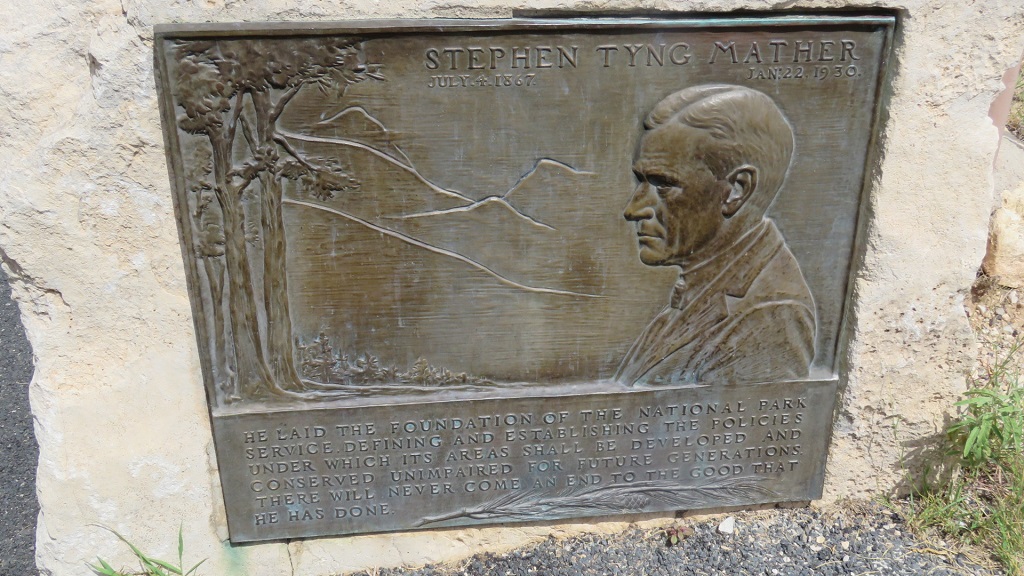 STEPHEN TYNG MATHER
JULY·4·1867. JAN·22·1930.
HE LAID THE FOUNDATION OF THE NATIONAL PARK
SERVICE. DEFINING AND ESTABLISHING THE POLICIES
UNDER WHICH ITS AREAS SHALL BE DEVELOPED AND
CONSERVED UNIMPAIRED FOR FUTURE GENERATIONS.
THERE WILL NEVER COME AN END TO THE GOOD THAT
HE HAS DONE.